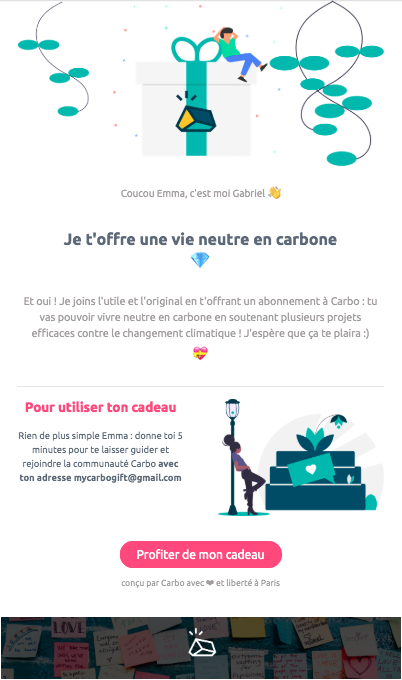 Coucou Emma, c'est moi Gabriel 👋
Je t'offre une vie neutre en carbone
💎
Et oui ! Je joins l'utile et l'original en t'offrant un abonnement à Carbo : tu
vas pouvoir vivre neutre en carbone en soutenant plusieurs projets
efficaces contre le changement climatique ! J'espère que ça te plaira :)
💝
Pour utiliser ton cadeau
Rien de plus simple Emma : donne toi 5
minutes pour te laisser guider et
rejoindre la communauté Carbo avec
ton adresse mycarbogift@gmail.com
Profiter de mon cadeau
conçu par Carbo avec ❤ et liberté à Paris
LOVE